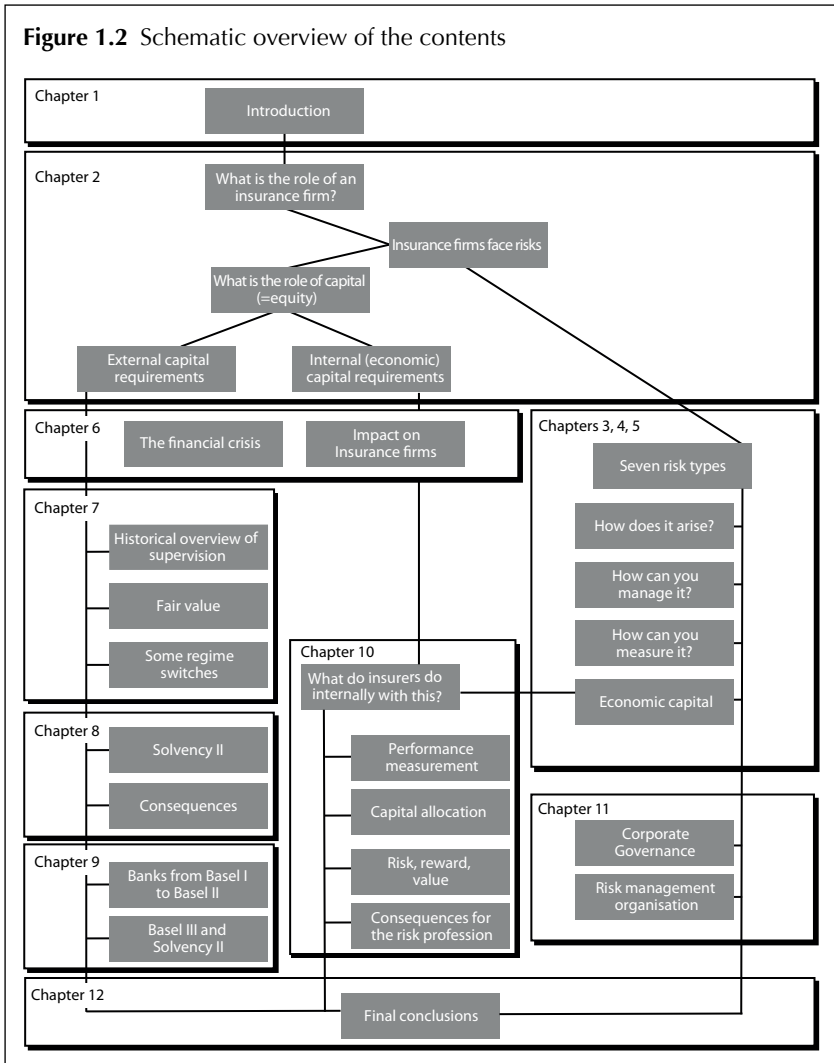 Figure 1.2 Schematic overview of the contents
Chapter 1
Introduction
Chapter 2
What is the role of an
insurance firm?
Insurance firms face risks
What is the role of capital
(=equity)
External capital
requirements
Internal (economic)
capital requirements
Chapter 6
The financial crisis
Impact on
Insurance firms
Chapters 3, 4, 5
Seven risk types
How does it arise?
How can you
manage it?
How can you
measure it?
Economic capital
Chapter 7
Historical overview of
supervision
Fair value
Some regime
switches
Chapter 10
What do insurers do
internally with this?
Performance
measurement
Capital allocation
Risk, reward,
value
Consequences for
the risk profession
Chapter 8
Solvency II
Consequences
Chapter 11
Corporate
Governance
Risk management
organisation
Chapter 9
Banks from Basel I
to Basel II
Basel III and
Solvency II
Chapter 12
Final conclusions